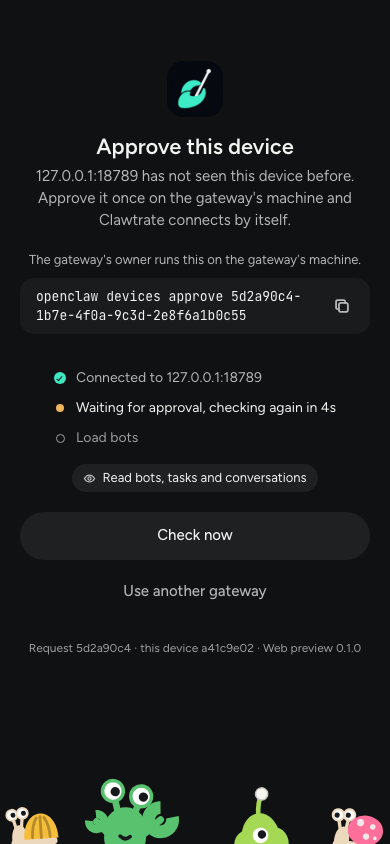 Approve this device
127.0.0.1:18789 has not seen this device before.
Approve it once on the gateway's machine and
Clawtrate connects by itself.
The gateway's owner runs this on the gateway's machine.
openclaw devices approve 5d2a90c4-
1b7e-4f0a-9c3d-2e8f6a1b0c55
Connected to 127.0.0.1:18789
Waiting for approval, checking again in 4s
Load bots
Read bots, tasks and conversations
Check now
Use another gateway
Request 5d2a90c4 · this device a41c9e02 · Web preview 0.1.0